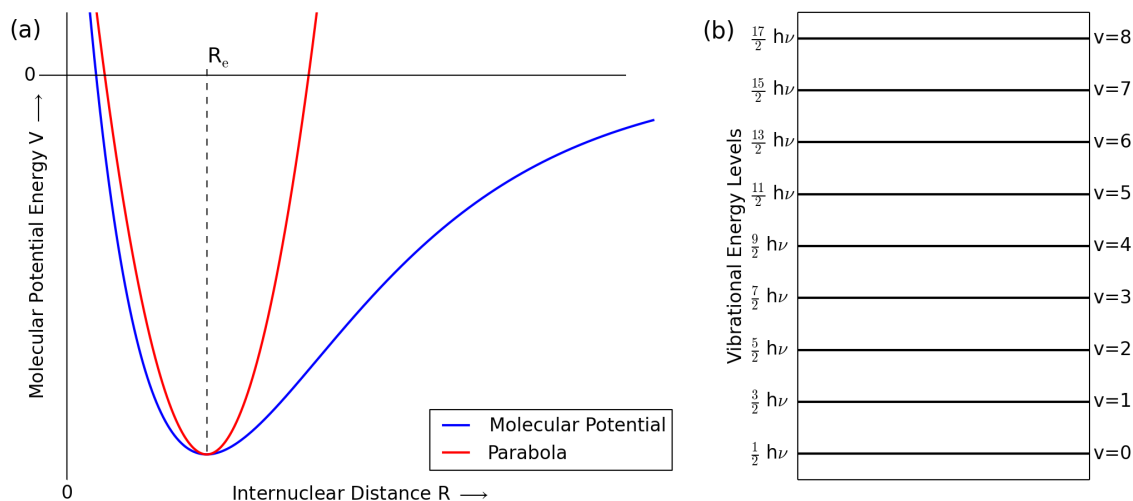 (a)
R_e
0
Molecular Potential Energy V ⟶
Molecular Potential
Parabola
0
Internuclear Distance R ⟶
(b)
Vibrational Energy Levels
17/2 hν v=8
15/2 hν v=7
13/2 hν v=6
11/2 hν v=5
9/2 hν v=4
7/2 hν v=3
5/2 hν v=2
3/2 hν v=1
1/2 hν v=0